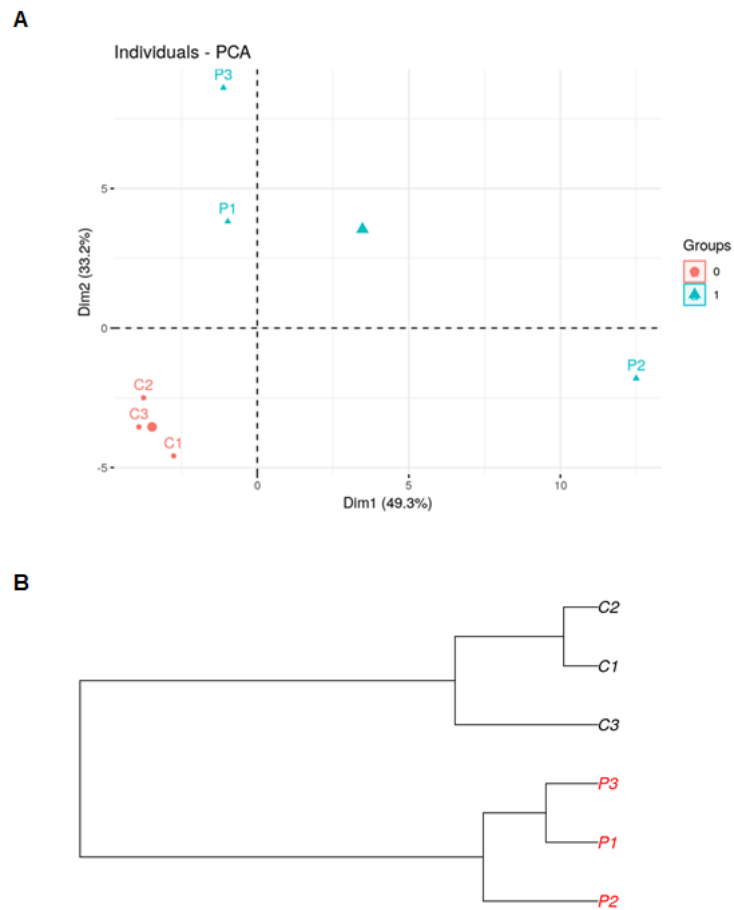 A
Individuals - PCA
P3
P1
P2
C2
C3
C1
5
0
-5
Dim2 (33.2%)
0
5
10
Dim1 (49.3%)
Groups
0
1
B
C2
C1
C3
P3
P1
P2